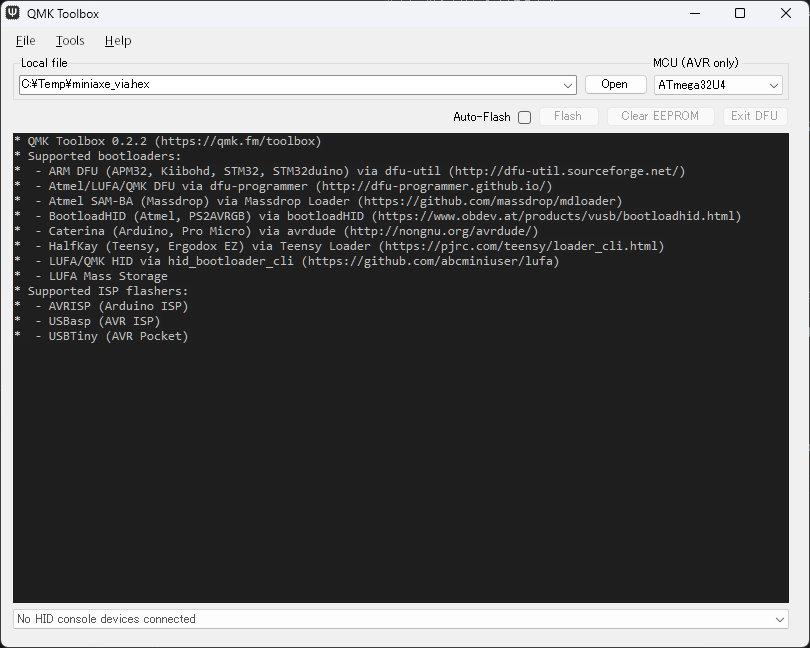 QMK Toolbox
File Tools Help
Local file
MCU (AVR only)
C:¥Temp¥miniaxe_via.hex
Open
ATmega32U4
Auto-Flash
Flash
Clear EEPROM
Exit DFU
* QMK Toolbox 0.2.2 (https://qmk.fm/toolbox)
* Supported bootloaders:
*  - ARM DFU (APM32, Kiibohd, STM32, STM32duino) via dfu-util (http://dfu-util.sourceforge.net/)
*  - Atmel/LUFA/QMK DFU via dfu-programmer (http://dfu-programmer.github.io/)
*  - Atmel SAM-BA (Massdrop) via Massdrop Loader (https://github.com/massdrop/mdloader)
*  - BootloadHID (Atmel, PS2AVRGB) via bootloadHID (https://www.obdev.at/products/vusb/bootloadhid.html)
*  - Caterina (Arduino, Pro Micro) via avrdude (http://nongnu.org/avrdude/)
*  - HalfKay (Teensy, Ergodox EZ) via Teensy Loader (https://pjrc.com/teensy/loader_cli.html)
*  - LUFA/QMK HID via hid_bootloader_cli (https://github.com/abcminiuser/lufa)
*  - LUFA Mass Storage
* Supported ISP flashers:
*  - AVRISP (Arduino ISP)
*  - USBasp (AVR ISP)
*  - USBTiny (AVR Pocket)
No HID console devices connected